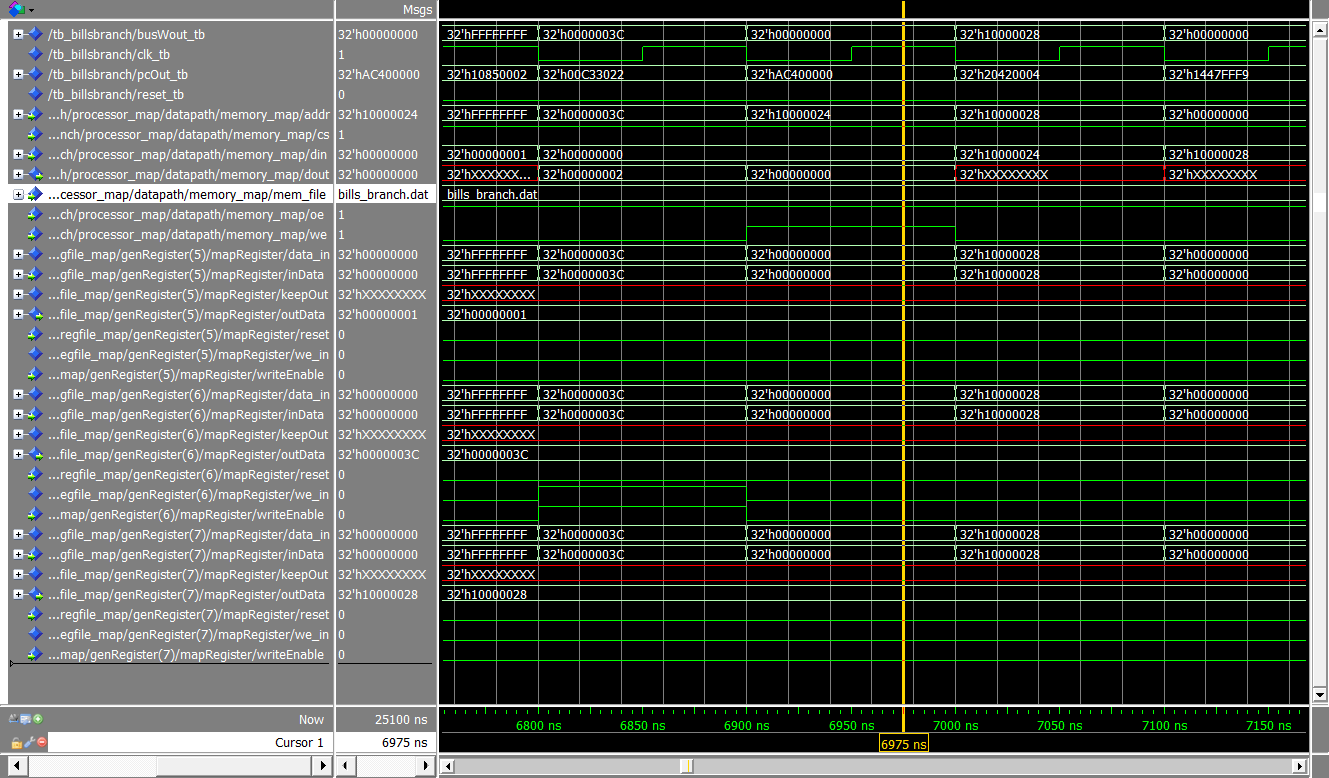 Msgs
/tb_billsbranch/busWout_tb 32'h00000000 32'hFFFFFFFF 32'h0000003C 32'h00000000 32'h10000028 32'h00000000
/tb_billsbranch/clk_tb 1
/tb_billsbranch/pcOut_tb 32'hAC400000 32'h10850002 32'h00C33022 32'hAC400000 32'h20420004 32'h1447FFF9
/tb_billsbranch/reset_tb 0
...h/processor_map/datapath/memory_map/addr 32'h10000024 32'hFFFFFFFF 32'h0000003C 32'h10000024 32'h10000028 32'h00000000
...nch/processor_map/datapath/memory_map/cs 1
...ch/processor_map/datapath/memory_map/din 32'h00000000 32'h00000001 32'h00000000 32'h10000024 32'h10000028
...h/processor_map/datapath/memory_map/dout 32'h00000000 32'hXXXXXX... 32'h00000002 32'h00000000 32'hXXXXXXXX 32'hXXXXXXXX
...cessor_map/datapath/memory_map/mem_file bills_branch.dat bills_branch.dat
...ch/processor_map/datapath/memory_map/oe 1
...ch/processor_map/datapath/memory_map/we 1
...gfile_map/genRegister(5)/mapRegister/data_in 32'h00000000 32'hFFFFFFFF 32'h0000003C 32'h00000000 32'h10000028 32'h00000000
...gfile_map/genRegister(5)/mapRegister/inData 32'h00000000 32'hFFFFFFFF 32'h0000003C 32'h00000000 32'h10000028 32'h00000000
...file_map/genRegister(5)/mapRegister/keepOut 32'hXXXXXXXX 32'hXXXXXXXX
...file_map/genRegister(5)/mapRegister/outData 32'h00000001 32'h00000001
...regfile_map/genRegister(5)/mapRegister/reset 0
...egfile_map/genRegister(5)/mapRegister/we_in 0
...map/genRegister(5)/mapRegister/writeEnable 0
...gfile_map/genRegister(6)/mapRegister/data_in 32'h00000000 32'hFFFFFFFF 32'h0000003C 32'h00000000 32'h10000028 32'h00000000
...gfile_map/genRegister(6)/mapRegister/inData 32'h00000000 32'hFFFFFFFF 32'h0000003C 32'h00000000 32'h10000028 32'h00000000
...file_map/genRegister(6)/mapRegister/keepOut 32'hXXXXXXXX 32'hXXXXXXXX
...file_map/genRegister(6)/mapRegister/outData 32'h0000003C 32'h0000003C
...regfile_map/genRegister(6)/mapRegister/reset 0
...egfile_map/genRegister(6)/mapRegister/we_in 0
...map/genRegister(6)/mapRegister/writeEnable 0
...gfile_map/genRegister(7)/mapRegister/data_in 32'h00000000 32'hFFFFFFFF 32'h0000003C 32'h00000000 32'h10000028 32'h00000000
...gfile_map/genRegister(7)/mapRegister/inData 32'h00000000 32'hFFFFFFFF 32'h0000003C 32'h00000000 32'h10000028 32'h00000000
...file_map/genRegister(7)/mapRegister/keepOut 32'hXXXXXXXX 32'hXXXXXXXX
...file_map/genRegister(7)/mapRegister/outData 32'h10000028 32'h10000028
...regfile_map/genRegister(7)/mapRegister/reset 0
...egfile_map/genRegister(7)/mapRegister/we_in 0
...map/genRegister(7)/mapRegister/writeEnable 0
Now 25100 ns 6800 ns 6850 ns 6900 ns 6950 ns 7000 ns 7050 ns 7100 ns 7150 ns
Cursor 1 6975 ns 6975 ns